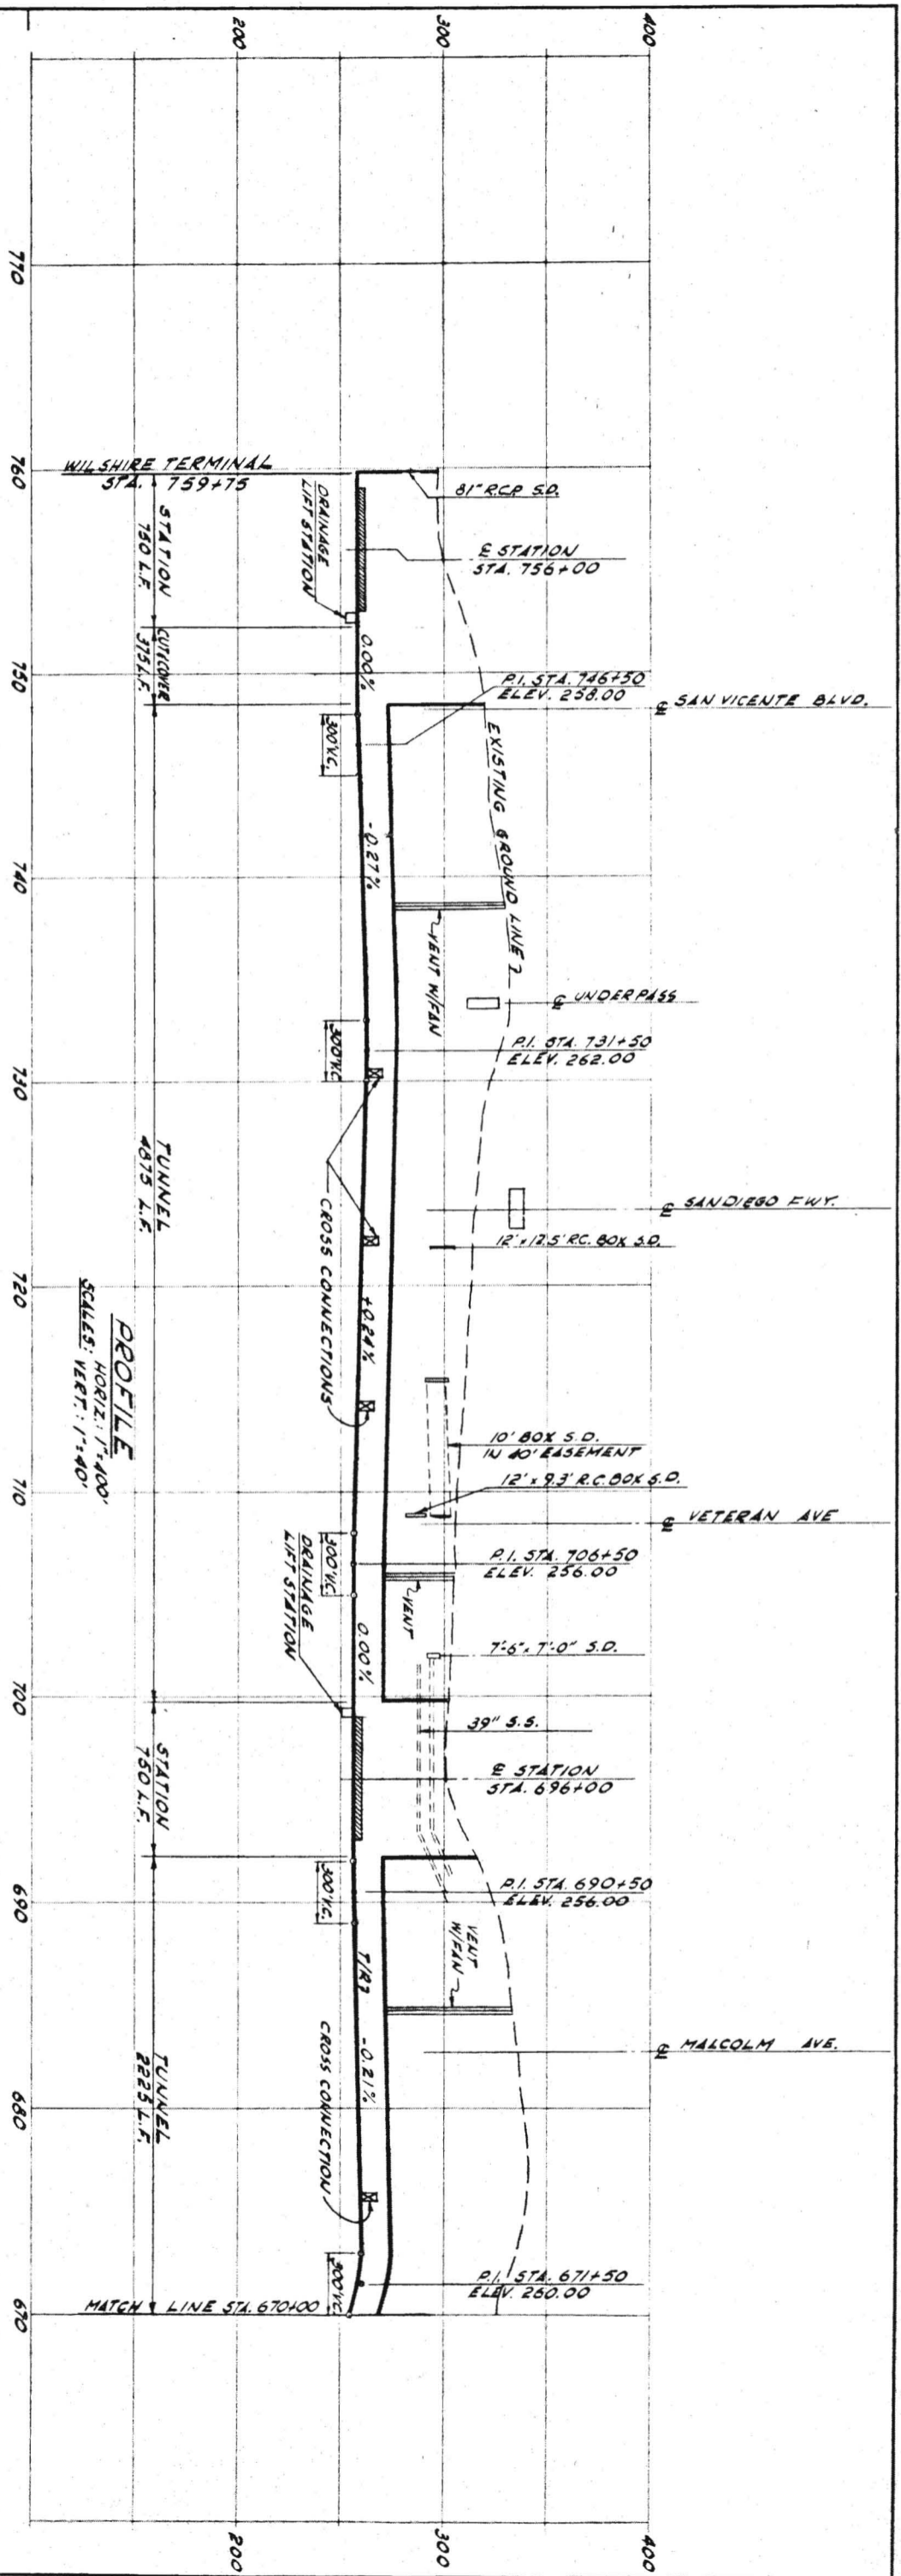 400
300
200
400
300
200
770
760
750
740
730
720
710
700
690
680
670
WILSHIRE TERMINAL
STA. 759+75
81" R.C.P. S.D.
℄ STATION
STA. 756+00
DRAINAGE
LIFT STATION
STATION
750 L.F.
CUT/COVER
375 L.F.
0.00%
P.I. STA. 746+50
ELEV. 258.00
℄ SAN VICENTE BLVD.
300' V.C.
EXISTING GROUND LINE
-0.27%
VENT W/FAN
℄ UNDERPASS
P.I. STA. 731+50
ELEV. 262.00
300' V.C.
CROSS CONNECTIONS
TUNNEL
4875 L.F.
℄ SAN DIEGO FWY.
12' x 12.5' R.C. BOX S.D.
+0.24%
10' BOX S.D.
IN 40' EASEMENT
12' x 9.3' R.C. BOX S.D.
℄ VETERAN AVE
P.I. STA. 706+50
ELEV. 256.00
300' V.C.
VENT
DRAINAGE
LIFT STATION
0.00%
7'-6" x 7'-0" S.D.
39" S.S.
℄ STATION
STA. 696+00
STATION
750 L.F.
P.I. STA. 690+50
ELEV. 256.00
300' V.C.
VENT
W/FAN
T/R
-0.21%
℄ MALCOLM AVE.
CROSS CONNECTION
TUNNEL
2225 L.F.
P.I. STA. 671+50
ELEV. 260.00
300' V.C.
MATCH LINE STA. 670+00
PROFILE
SCALES: HORIZ.: 1"=400'
VERT.: 1"=40'